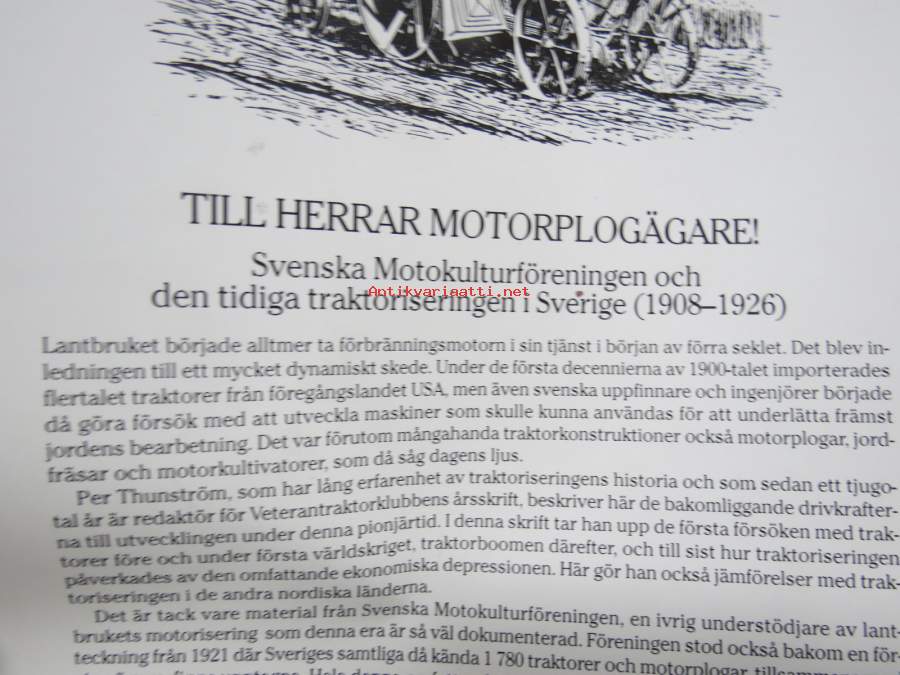 TILL HERRAR MOTORPLOGÄGARE!
Svenska Motokulturföreningen och
Antikvariaatti.net
den tidiga traktoriseringen i Sverige (1908–1926)
Lantbruket började alltmer ta förbränningsmotorn i sin tjänst i början av förra seklet. Det blev in-
ledningen till ett mycket dynamiskt skede. Under de första decennierna av 1900-talet importerades
flertalet traktorer från föregångslandet USA, men även svenska uppfinnare och ingenjörer började
då göra försök med att utveckla maskiner som skulle kunna användas för att underlätta främst
jordens bearbetning. Det var förutom mångahanda traktorkonstruktioner också motorplogar, jord-
fräsar och motorkultivatorer, som då såg dagens ljus.
Per Thunström, som har lång erfarenhet av traktoriseringens historia och som sedan ett tjugo-
tal år är redaktör för Veterantraktorklubbens årsskrift, beskriver här de bakomliggande drivkrafter-
na till utvecklingen under denna pionjärtid. I denna skrift tar han upp de första försöken med trak-
torer före och under första världskriget, traktorboomen därefter, och till sist hur traktoriseringen
påverkades av den omfattande ekonomiska depressionen. Här gör han också jämförelser med trak-
toriseringen i de andra nordiska länderna.
Det är tack vare material från Svenska Motokulturföreningen, en ivrig understödjare av lant-
brukets motorisering som denna era är så väl dokumenterad. Föreningen stod också bakom en för-
teckning från 1921 där Sveriges samtliga då kända 1 780 traktorer och motorplogar, tillsammans